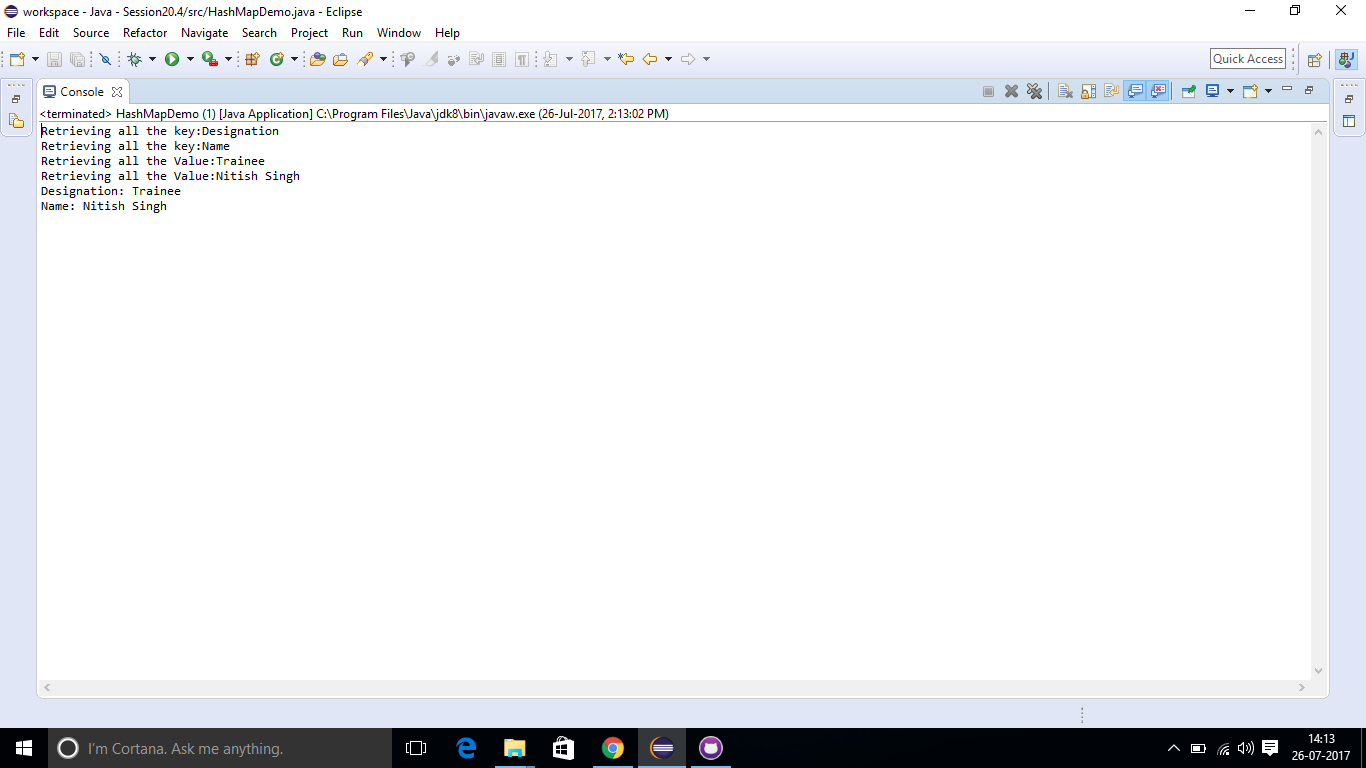 workspace - Java - Session20.4/src/HashMapDemo.java - Eclipse
File Edit Source Refactor Navigate Search Project Run Window Help
Quick Access
Console
<terminated> HashMapDemo (1) [Java Application] C:\Program Files\Java\jdk8\bin\javaw.exe (26-Jul-2017, 2:13:02 PM)
Retrieving all the key:Designation
Retrieving all the key:Name
Retrieving all the Value:Trainee
Retrieving all the Value:Nitish Singh
Designation: Trainee
Name: Nitish Singh
I'm Cortana. Ask me anything.
14:13
26-07-2017